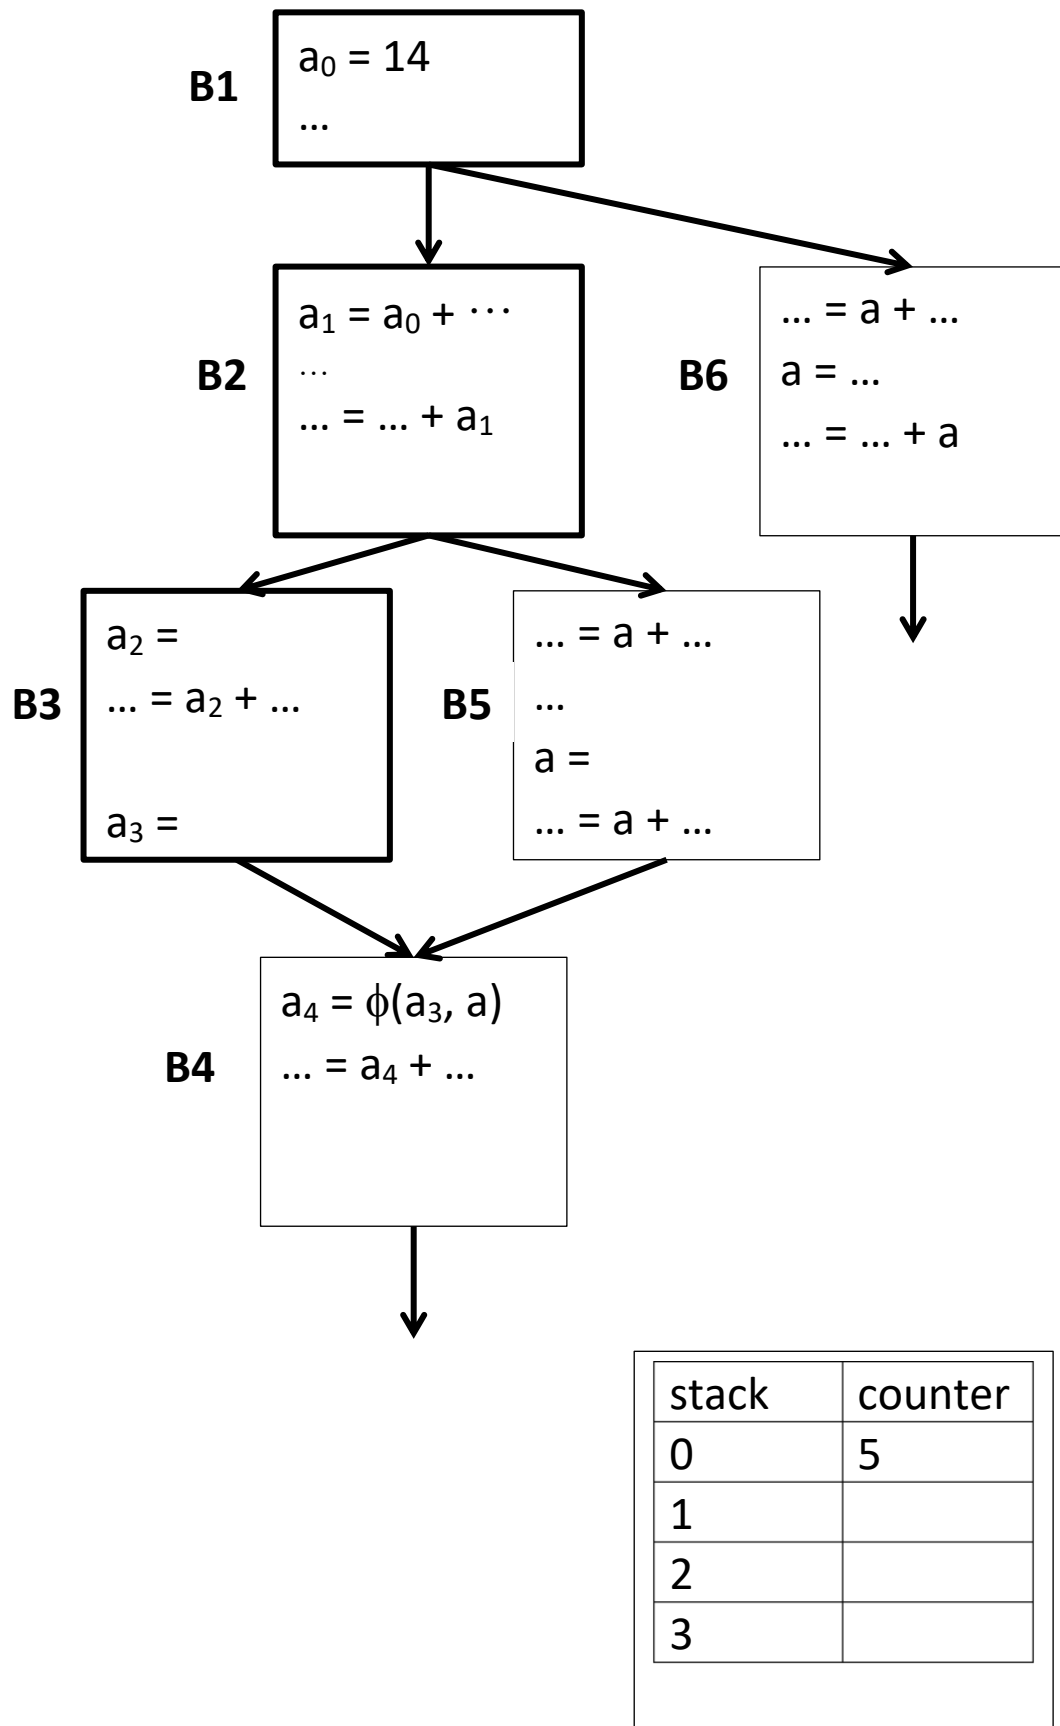 B1
a₀ = 14
...
B2
a₁ = a₀ + ···
...
... = ... + a₁
B6
... = a + ...
a = ...
... = ... + a
B3
a₂ =
... = a₂ + ...
a₃ =
B5
... = a + ...
...
a =
... = a + ...
B4
a₄ = ϕ(a₃, a)
... = a₄ + ...
stack counter
0 5
1
2
3